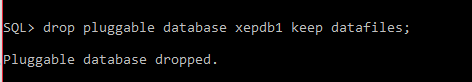 SQL> drop pluggable database xepdb1 keep datafiles;
Pluggable database dropped.